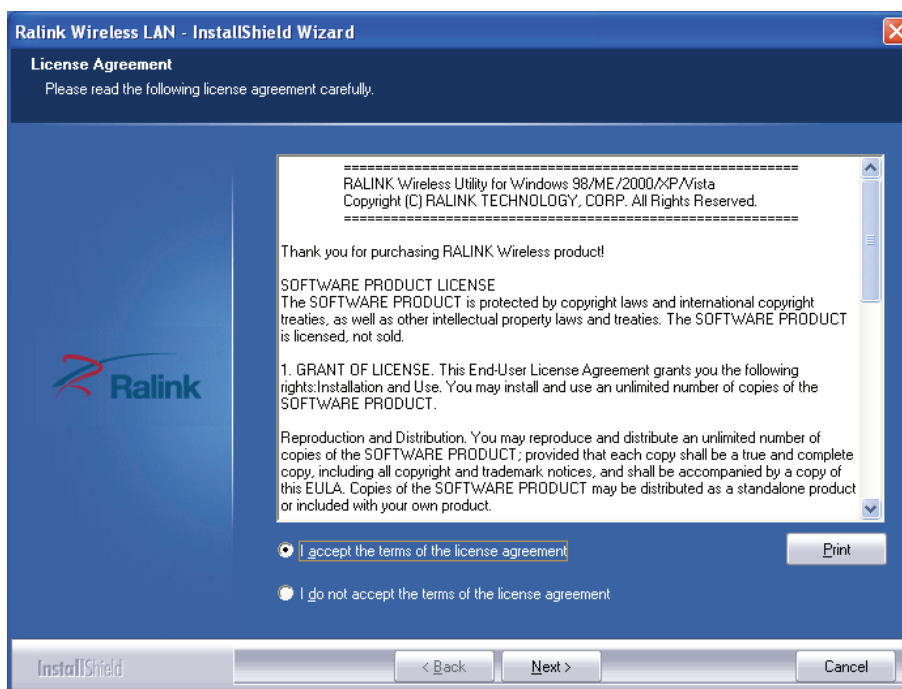 Ralink Wireless LAN - InstallShield Wizard
License Agreement
Please read the following license agreement carefully.
==========================================================
RALINK Wireless Utility for Windows 98/ME/2000/XP/Vista
Copyright (C) RALINK TECHNOLOGY, CORP. All Rights Reserved.
==========================================================
Thank you for purchasing RALINK Wireless product!
SOFTWARE PRODUCT LICENSE
The SOFTWARE PRODUCT is protected by copyright laws and international copyright
treaties, as well as other intellectual property laws and treaties. The SOFTWARE PRODUCT
is licensed, not sold.
1. GRANT OF LICENSE. This End-User License Agreement grants you the following
rights:Installation and Use. You may install and use an unlimited number of copies of the
SOFTWARE PRODUCT.
Reproduction and Distribution. You may reproduce and distribute an unlimited number of
copies of the SOFTWARE PRODUCT; provided that each copy shall be a true and complete
copy, including all copyright and trademark notices, and shall be accompanied by a copy of
this EULA. Copies of the SOFTWARE PRODUCT may be distributed as a standalone product
or included with your own product.
Ralink
I accept the terms of the license agreement
Print
I do not accept the terms of the license agreement
InstallShield
< Back
Next >
Cancel